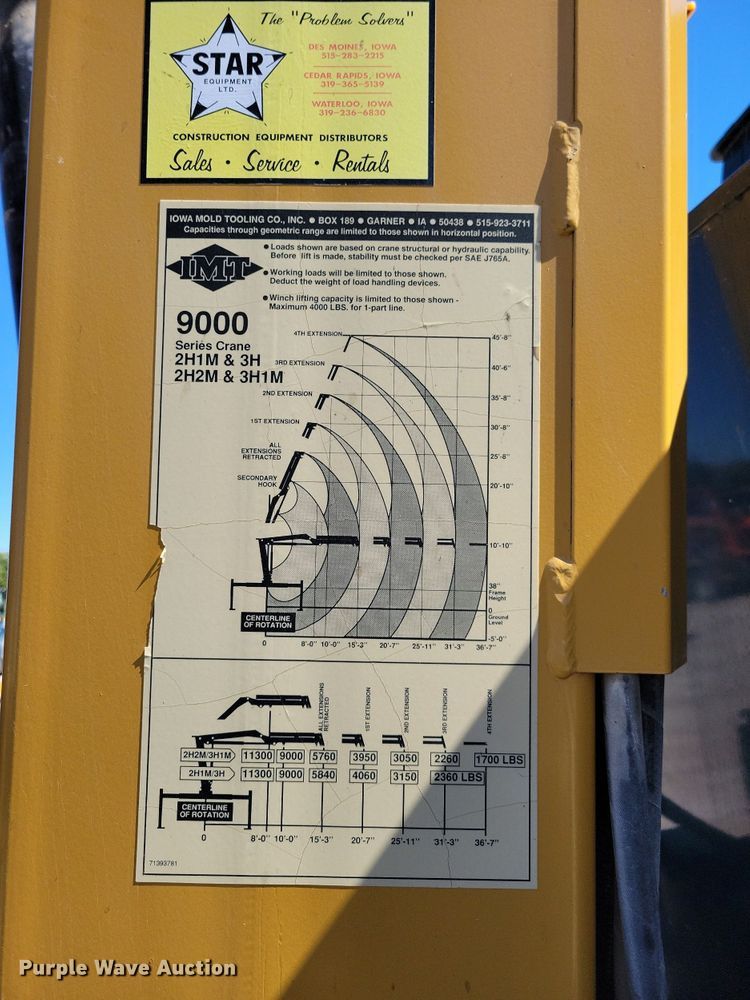 The "Problem Solvers"
STAR
EQUIPMENT
LTD.
DES MOINES, IOWA
515-283-2215
CEDAR RAPIDS, IOWA
319-365-5139
WATERLOO, IOWA
319-236-6830
CONSTRUCTION EQUIPMENT DISTRIBUTORS
Sales · Service · Rentals
IOWA MOLD TOOLING CO., INC. ● BOX 189 ● GARNER ● IA ● 50438 ● 515-923-3711
Capacities through geometric range are limited to those shown in horizontal position.
IMT
● Loads shown are based on crane structural or hydraulic capability.
Before lift is made, stability must be checked per SAE J765A.
● Working loads will be limited to those shown.
Deduct the weight of load handling devices.
● Winch lifting capacity is limited to those shown -
Maximum 4000 LBS. for 1-part line.
9000
Series Crane
2H1M & 3H
2H2M & 3H1M
4TH EXTENSION
45'-8"
3RD EXTENSION
40'-6"
2ND EXTENSION
35'-8"
1ST EXTENSION
30'-8"
ALL
EXTENSIONS
RETRACTED
25'-8"
SECONDARY
HOOK
20'-10"
10'-10"
38"
Frame
Height
0
Ground
Level
-5'-0"
CENTERLINE
OF ROTATION
0 8'-0" 10'-0" 15'-3" 20'-7" 25'-11" 31'-3" 36'-7"
ALL EXTENSIONS
RETRACTED
1ST EXTENSION
2ND EXTENSION
3RD EXTENSION
4TH EXTENSION
2H2M/3H1M 11300 9000 5760 3950 3050 2260 1700 LBS
2H1M/3H 11300 9000 5840 4060 3150 2360 LBS
CENTERLINE
OF ROTATION
0 8'-0" 10'-0" 15'-3" 20'-7" 25'-11" 31'-3" 36'-7"
71393781
Purple Wave Auction